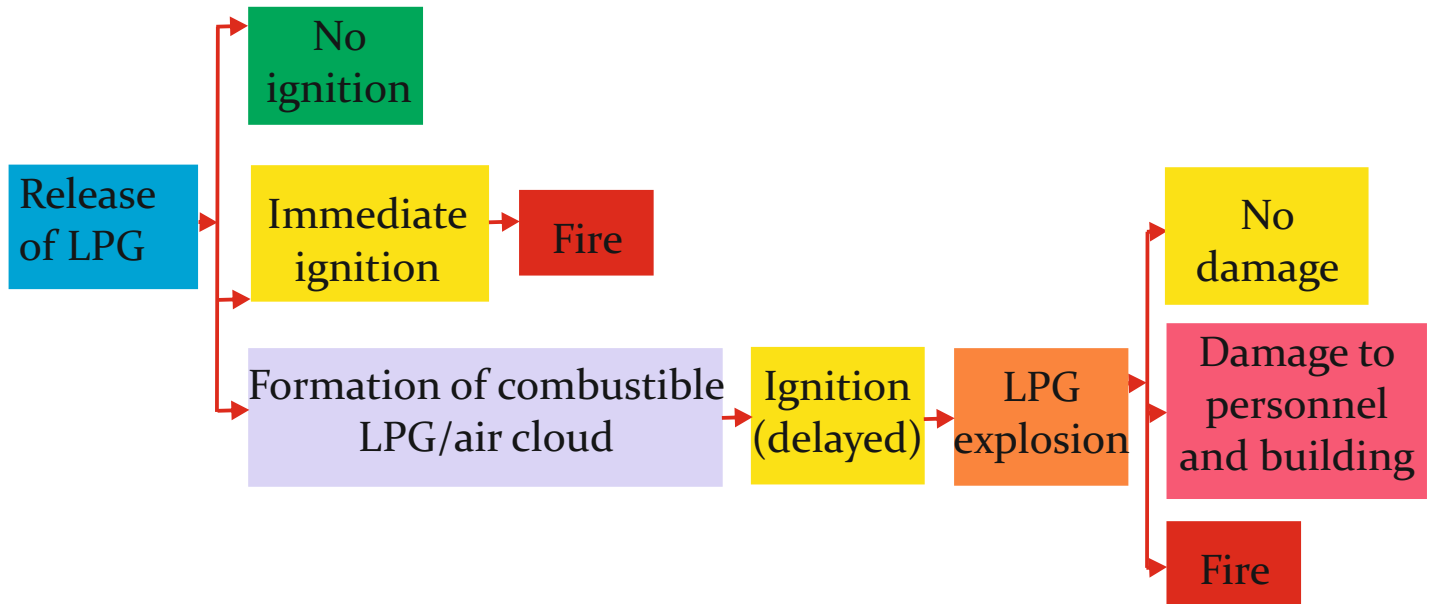 No
ignition
Release
of LPG
Immediate
ignition
Fire
Formation of combustible
LPG/air cloud
Ignition
(delayed)
LPG
explosion
No
damage
Damage to
personnel
and building
Fire